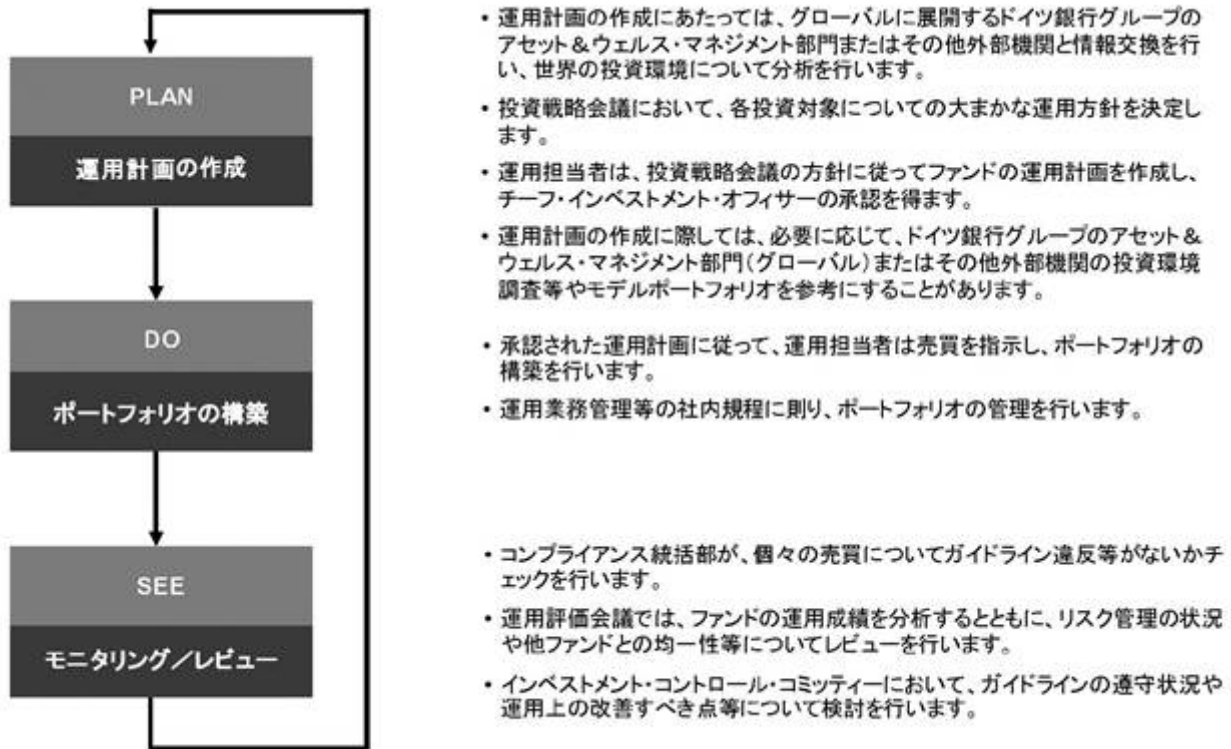 PLAN
運用計画の作成
・運用計画の作成にあたっては、グローバルに展開するドイツ銀行グループの
アセット&ウェルス・マネジメント部門またはその他外部機関と情報交換を行
い、世界の投資環境について分析を行います。
・投資戦略会議において、各投資対象についての大まかな運用方針を決定し
ます。
・運用担当者は、投資戦略会議の方針に従ってファンドの運用計画を作成し、
チーフ・インベストメント・オフィサーの承認を得ます。
・運用計画の作成に際しては、必要に応じて、ドイツ銀行グループのアセット&
ウェルス・マネジメント部門(グローバル)またはその他外部機関の投資環境
調査等やモデルポートフォリオを参考にすることがあります。
DO
ポートフォリオの構築
・承認された運用計画に従って、運用担当者は売買を指示し、ポートフォリオの
構築を行います。
・運用業務管理等の社内規程に則り、ポートフォリオの管理を行います。
SEE
モニタリング/レビュー
・コンプライアンス統括部が、個々の売買についてガイドライン違反等がないかチ
ェックを行います。
・運用評価会議では、ファンドの運用成績を分析するとともに、リスク管理の状況
や他ファンドとの均一性等についてレビューを行います。
・インベストメント・コントロール・コミッティーにおいて、ガイドラインの遵守状況や
運用上の改善すべき点等について検討を行います。